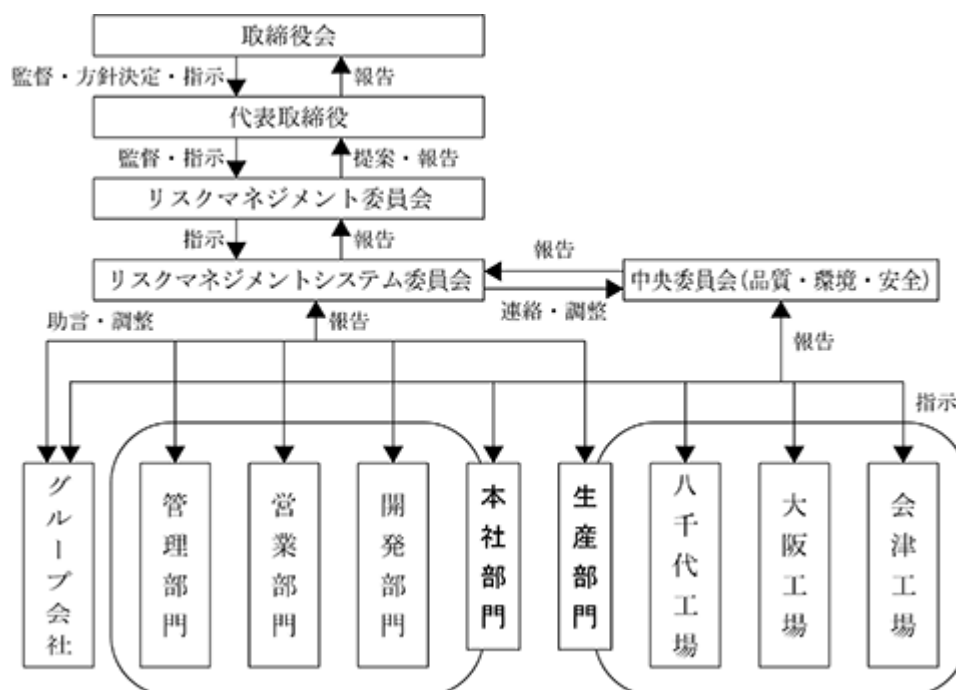 取締役会
監督・方針決定・指示
報告
代表取締役
監督・指示
提案・報告
リスクマネジメント委員会
指示
報告
リスクマネジメントシステム委員会
報告
連絡・調整
中央委員会(品質・環境・安全)
助言・調整
報告
報告
指示
グループ会社
管理部門
営業部門
開発部門
本社部門
生産部門
八千代工場
大阪工場
会津工場